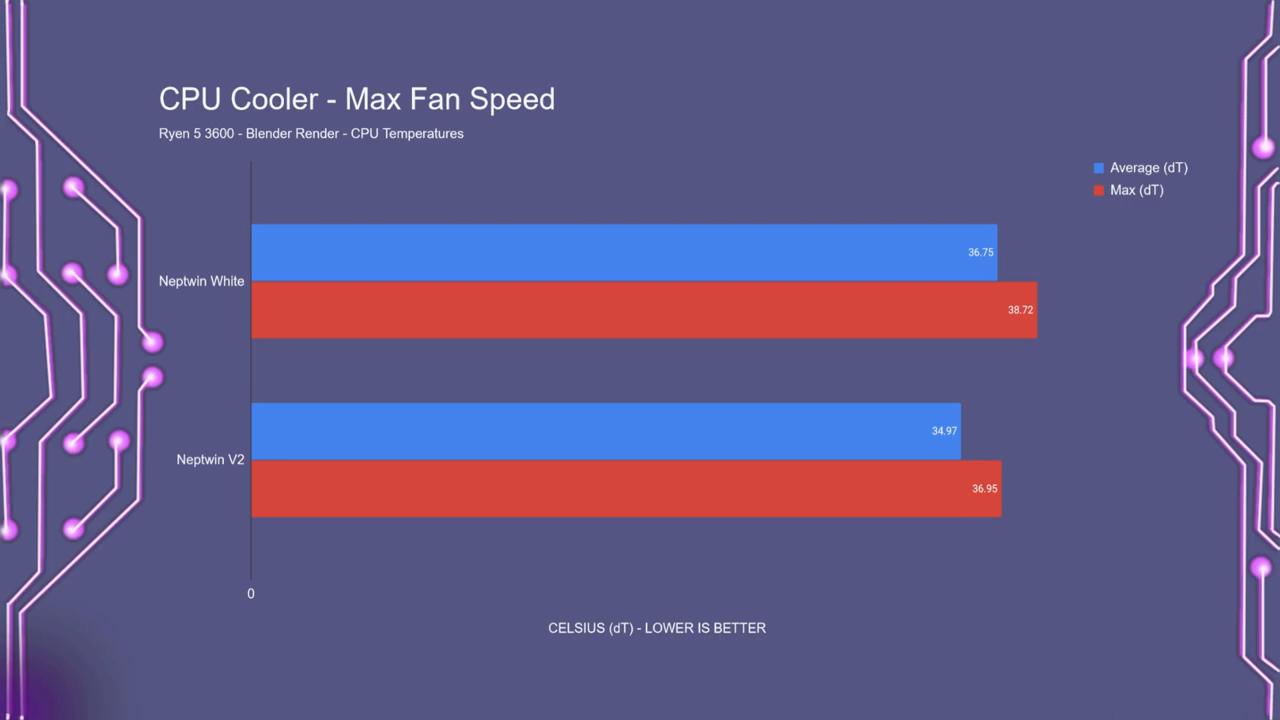 CPU Cooler - Max Fan Speed
Ryen 5 3600 - Blender Render - CPU Temperatures
Average (dT)
Max (dT)
36.75
Neptwin White
38.72
34.97
Neptwin V2
36.95
0
CELSIUS (dT) - LOWER IS BETTER